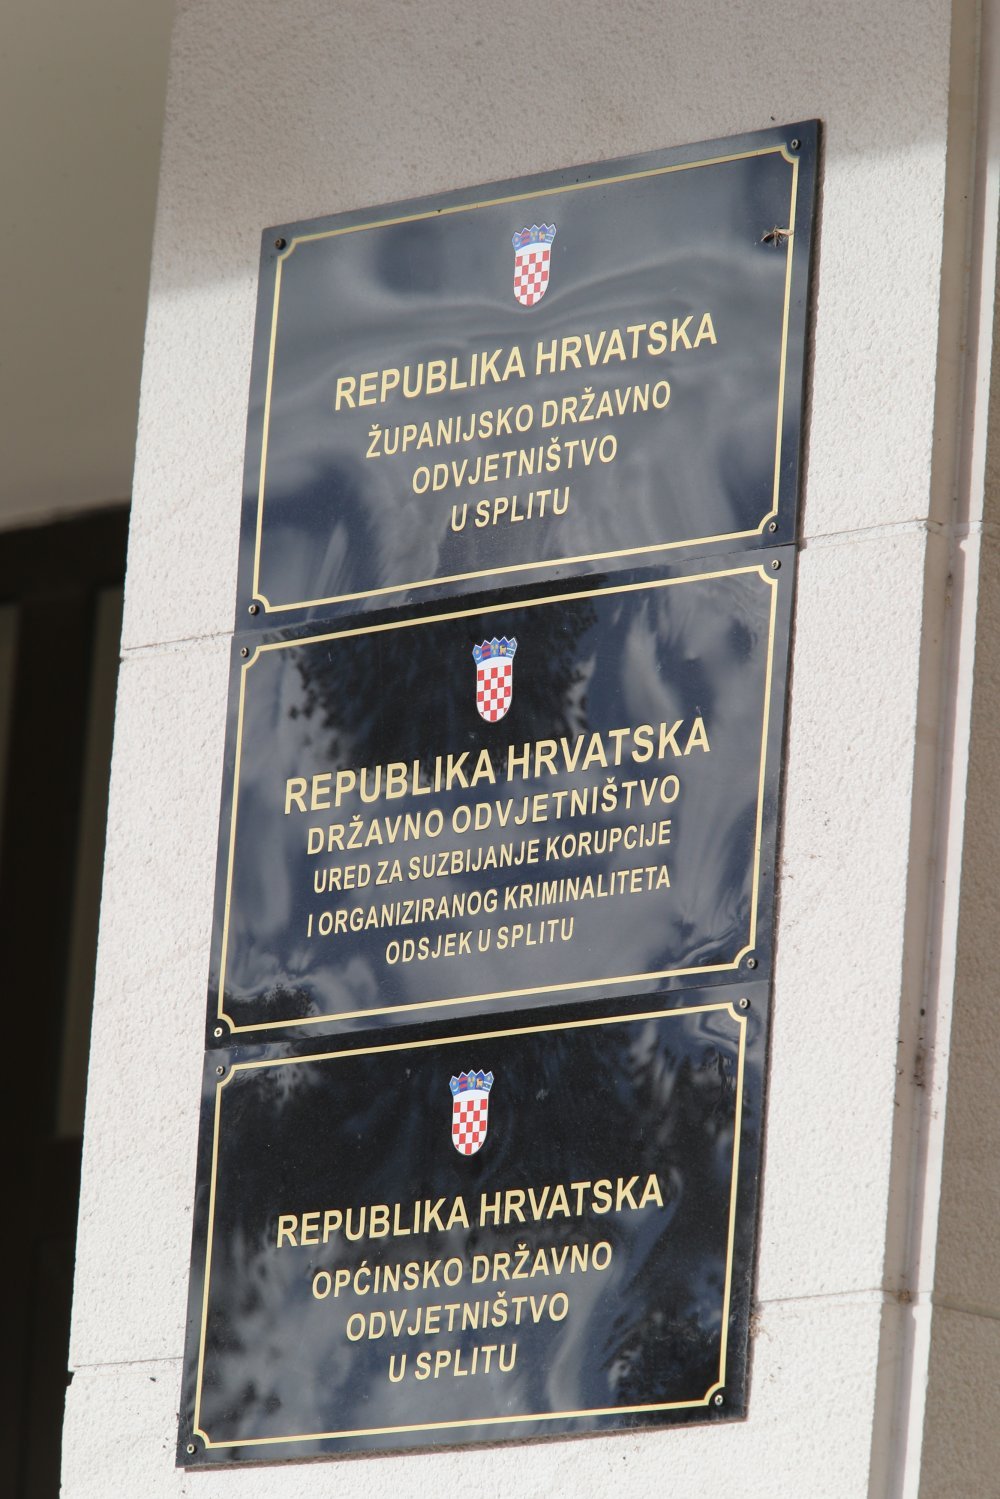 REPUBLIKA HRVATSKA
ŽUPANIJSKO DRŽAVNO
ODVJETNIŠTVO
U SPLITU
REPUBLIKA HRVATSKA
DRŽAVNO ODVJETNIŠTVO
URED ZA SUZBIJANJE KORUPCIJE
I ORGANIZIRANOG KRIMINALITETA
ODSJEK U SPLITU
REPUBLIKA HRVATSKA
OPĆINSKO DRŽAVNO
ODVJETNIŠTVO
U SPLITU